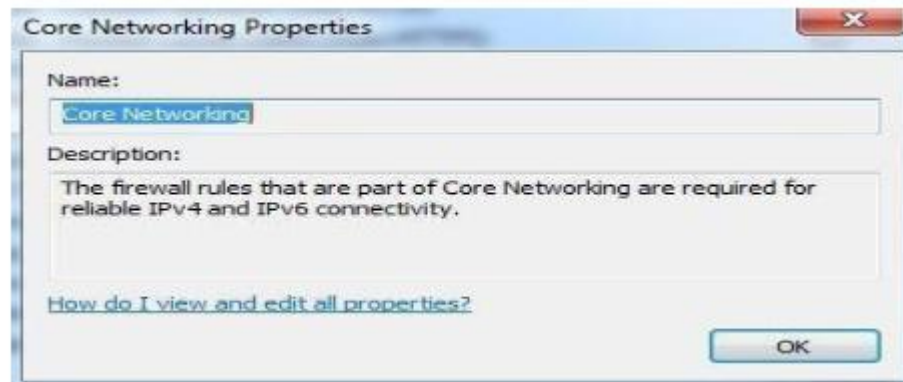 Core Networking Properties
Name:
Core Networking
Description:
The firewall rules that are part of Core Networking are required for
reliable IPv4 and IPv6 connectivity.
How do I view and edit all properties?
OK